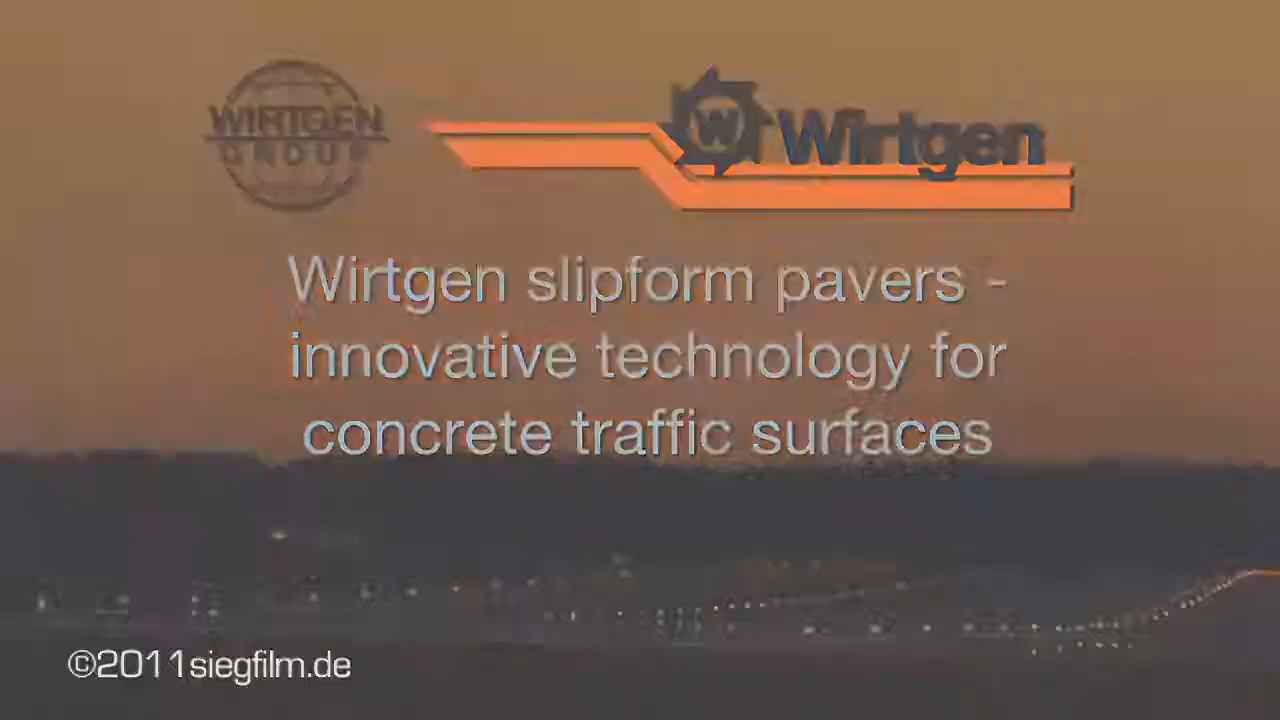 WIRTGEN
GROUP
W Wirtgen
Wirtgen slipform pavers -
innovative technology for
concrete traffic surfaces
©2011siegfilm.de